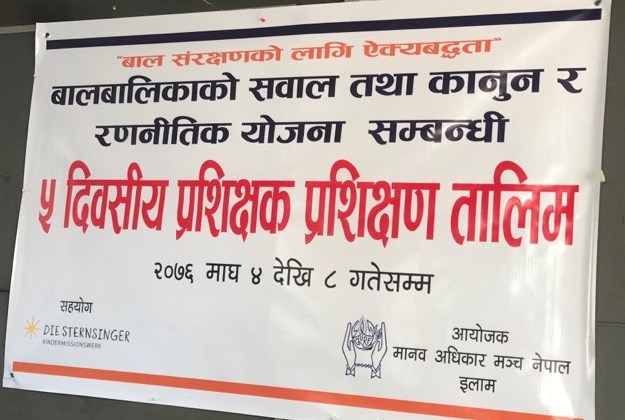 "बाल संरक्षणको लागि ऐक्यबद्धता"
बालबालिकाको सवाल तथा कानुन र
रणनीतिक योजना सम्बन्धी
५ दिवसीय प्रशिक्षक प्रशिक्षण तालिम
२०७६ माघ ४ देखि ८ गतेसम्म
सहयोग
DIE STERNSINGER
KINDERMISSIONSWERK
आयोजक
मानव अधिकार मञ्च नेपाल
इलाम